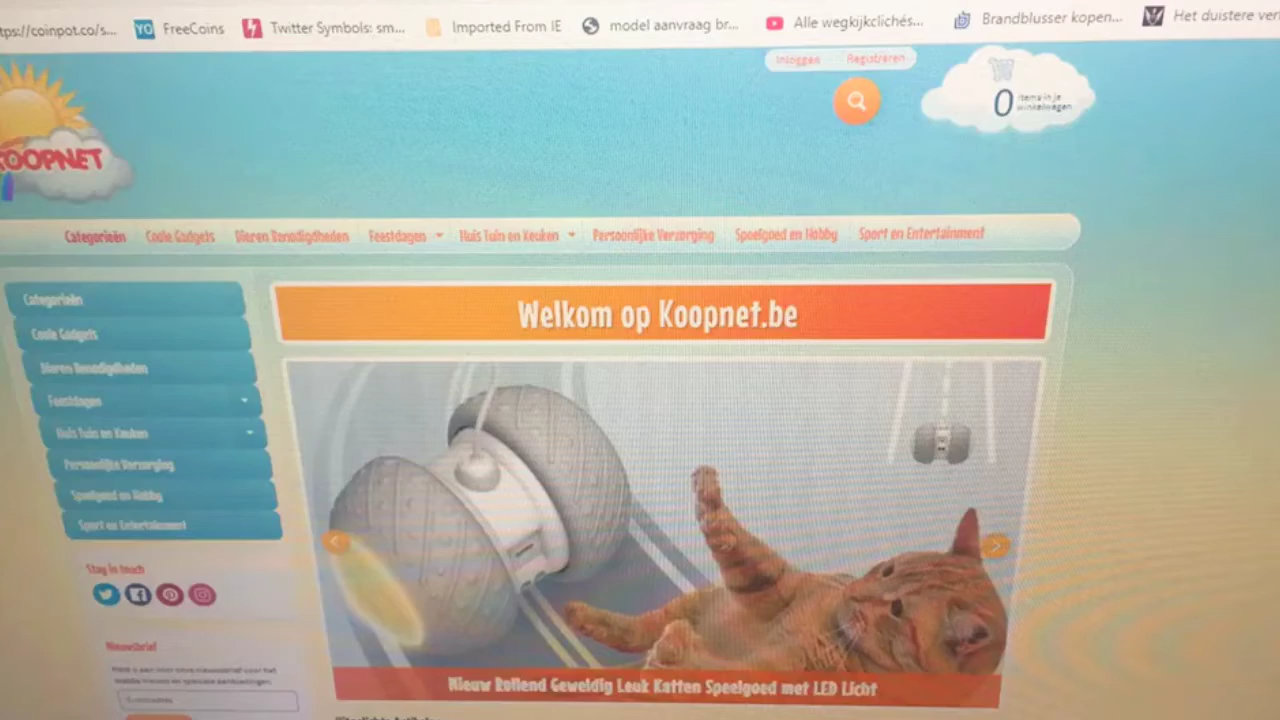 tps://coinpot.co/s... FreeCoins Twitter Symbols: sm... Imported From IE model aanvraag br... Alle wegkijkclichés... Brandblusser kopen... Het duistere ver
Inloggen Registreren
0 items in je winkelwagen
KOOPNET
Categorieën Coole Gadgets Dieren Benodigdheden Feestdagen Huis Tuin en Keuken Persoonlijke Verzorging Speelgoed en Hobby Sport en Entertainment
Welkom op Koopnet.be
Categorieën
Coole Gadgets
Dieren Benodigdheden
Feestdagen
Huis Tuin en Keuken
Persoonlijke Verzorging
Speelgoed en Hobby
Sport en Entertainment
Nieuw Rollend Geweldig Leuk Katten Speelgoed met LED Licht
Stay in touch
Nieuwsbrief